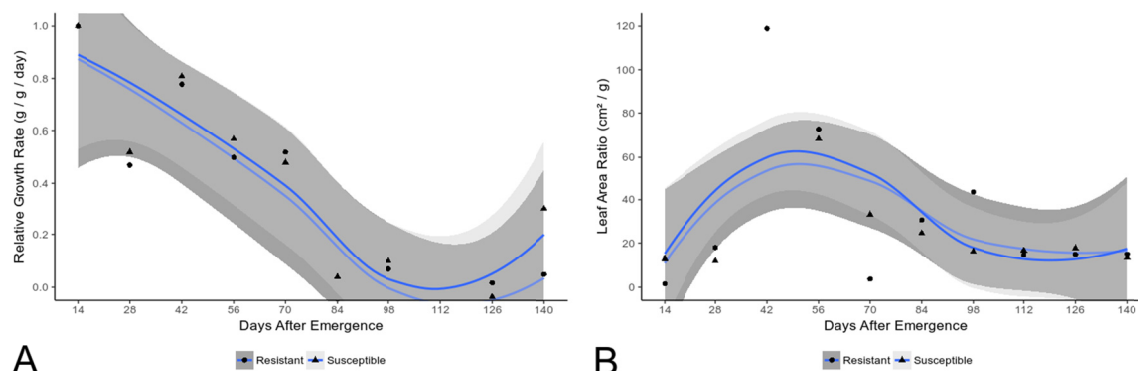 Relative Growth Rate (g / g / day)
1.0
0.8
0.6
0.4
0.2
0.0
14 28 42 56 70 84 98 112 126 140
Days After Emergence
A
Resistant Susceptible
Leaf Area Ratio (cm² / g)
120
100
80
60
40
20
0
14 28 42 56 70 84 98 112 126 140
Days After Emergence
B
Resistant Susceptible